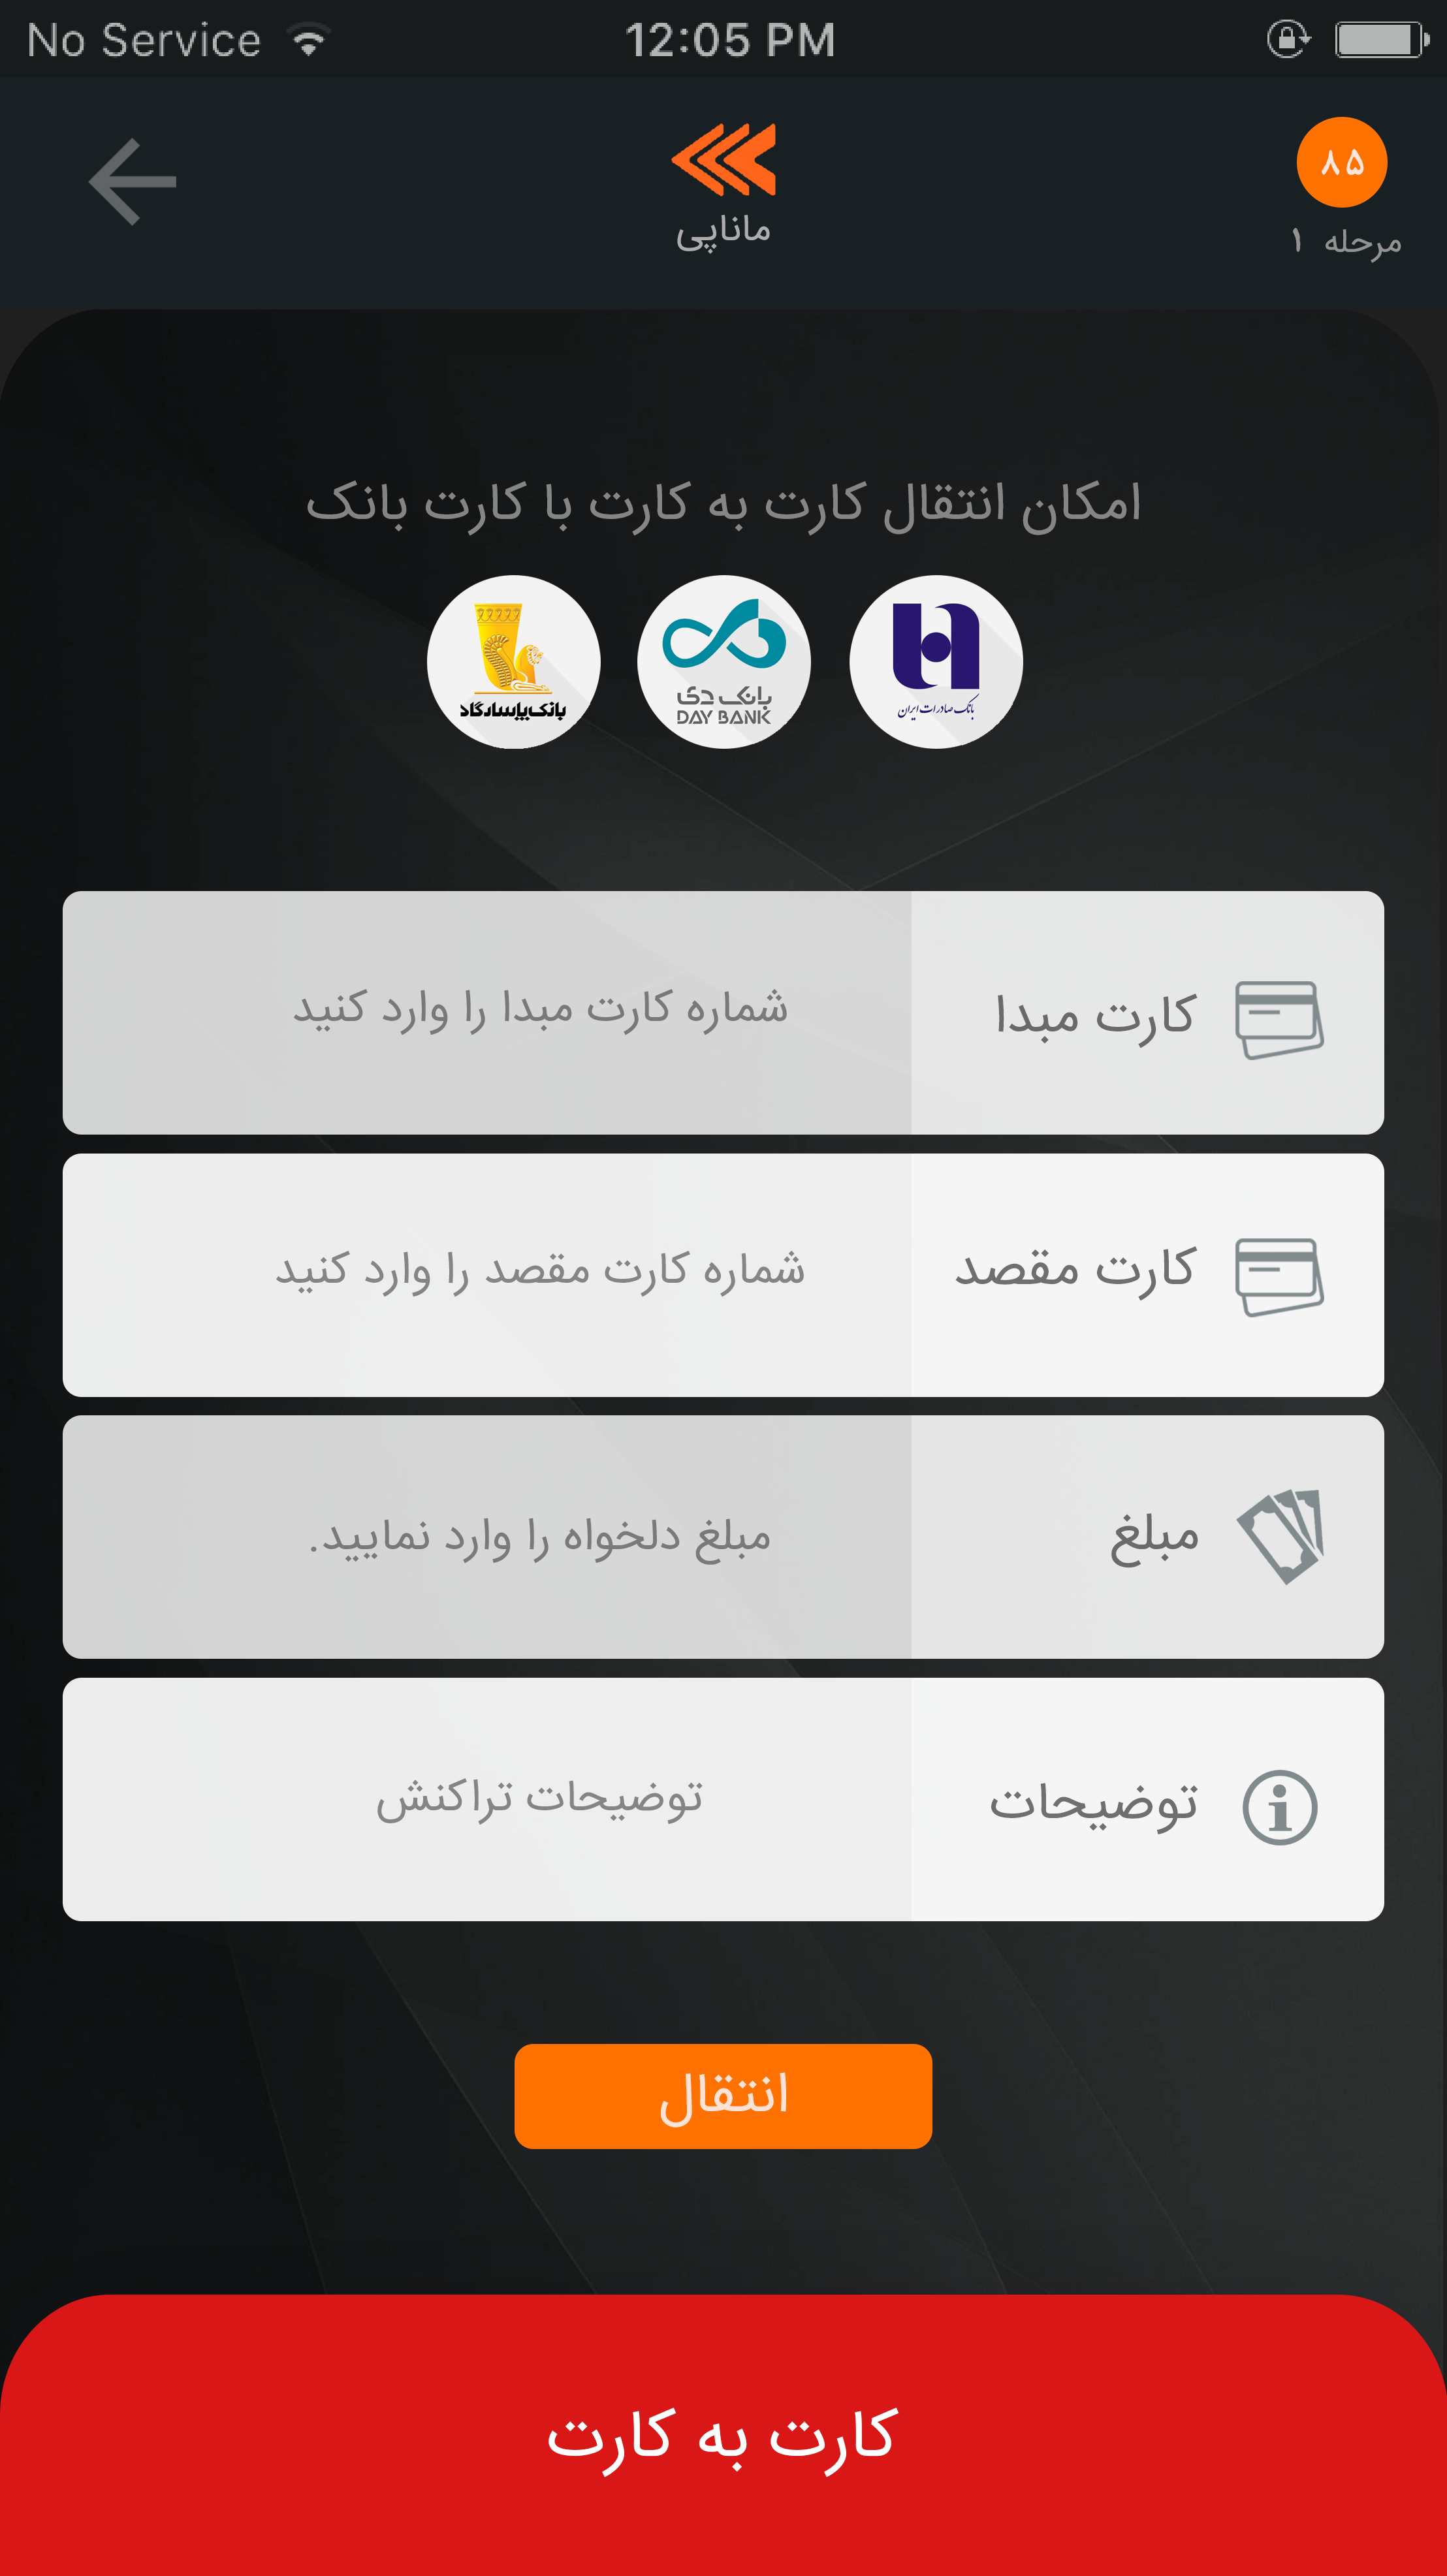 No Service 12:05 PM
۸۵
مرحله ۱
ماناپی
امکان انتقال کارت به کارت با کارت بانک
بانک صادرات ایران
بانک دی
DAY BANK
بانک پاسارگاد
کارت مبدا
شماره کارت مبدا را وارد کنید
کارت مقصد
شماره کارت مقصد را وارد کنید
مبلغ
مبلغ دلخواه را وارد نمایید.
توضیحات
توضیحات تراکنش
انتقال
کارت به کارت